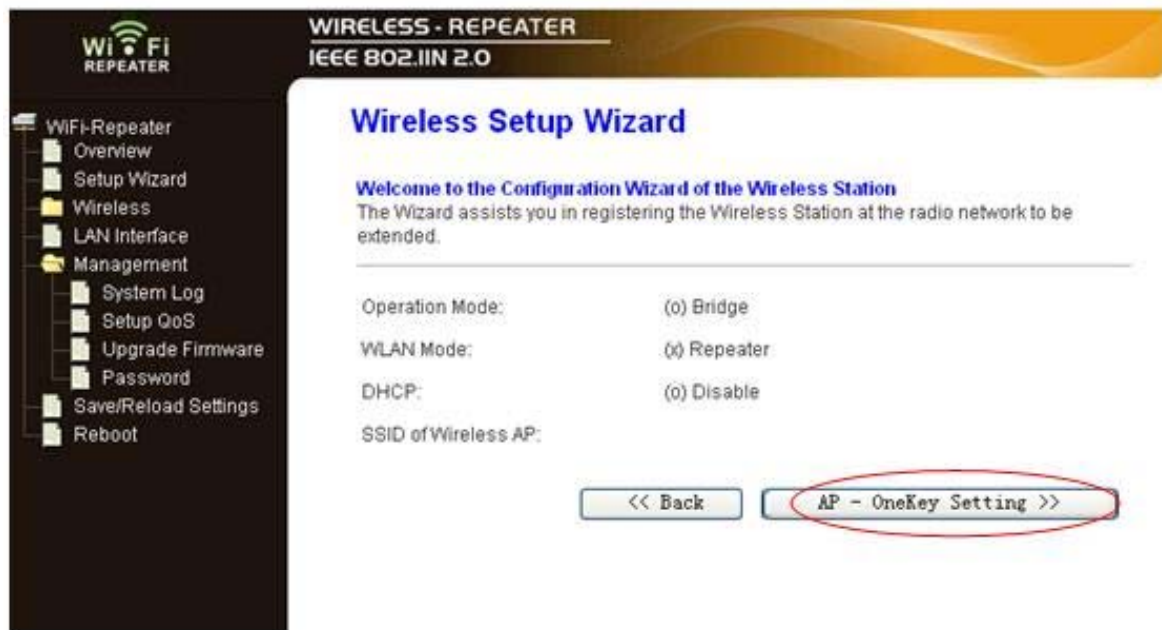 Wi Fi
REPEATER
WIRELESS - REPEATER
IEEE 802.11N 2.0
WiFi-Repeater
Overview
Setup Wizard
Wireless
LAN Interface
Management
System Log
Setup QoS
Upgrade Firmware
Password
Save/Reload Settings
Reboot
Wireless Setup Wizard
Welcome to the Configuration Wizard of the Wireless Station
The Wizard assists you in registering the Wireless Station at the radio network to be
extended.
Operation Mode: (o) Bridge
WLAN Mode: (x) Repeater
DHCP: (o) Disable
SSID of Wireless AP:
<< Back AP - OneKey Setting >>